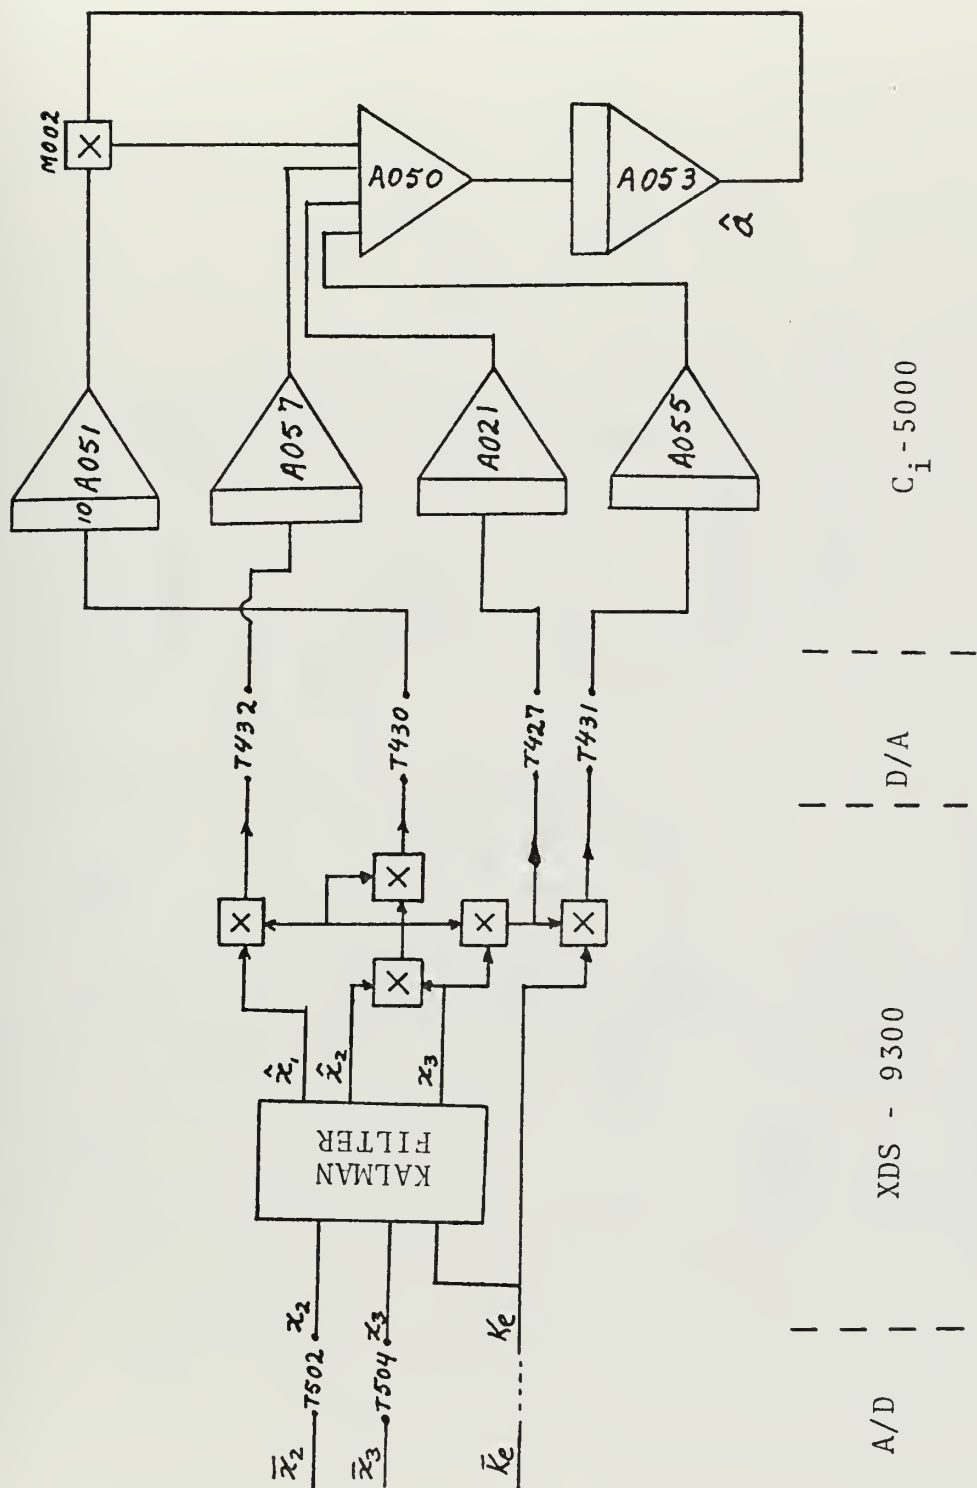 x̄₂
T502
x₂
x̄₃
T504
x₃
K̄e
Ke
KALMAN
FILTER
x̂₁
x̂₂
x₃
×
×
×
×
×
T432
T430
T427
T431
10 A051
A057
A021
A055
M002
×
A050
A053
â
A/D
XDS - 9300
D/A
Cᵢ-5000